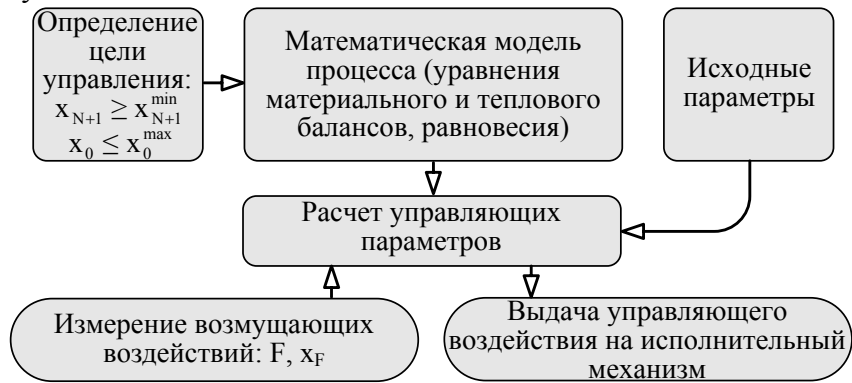 Определение
цели
управления:
x_{N+1} ≥ x_{N+1}^{min}
x_0 ≤ x_0^{max}
Математическая модель
процесса (уравнения
материального и теплового
балансов, равновесия)
Исходные
параметры
Расчет управляющих
параметров
Измерение возмущающих
воздействий: F, x_F
Выдача управляющего
воздействия на исполнительный
механизм